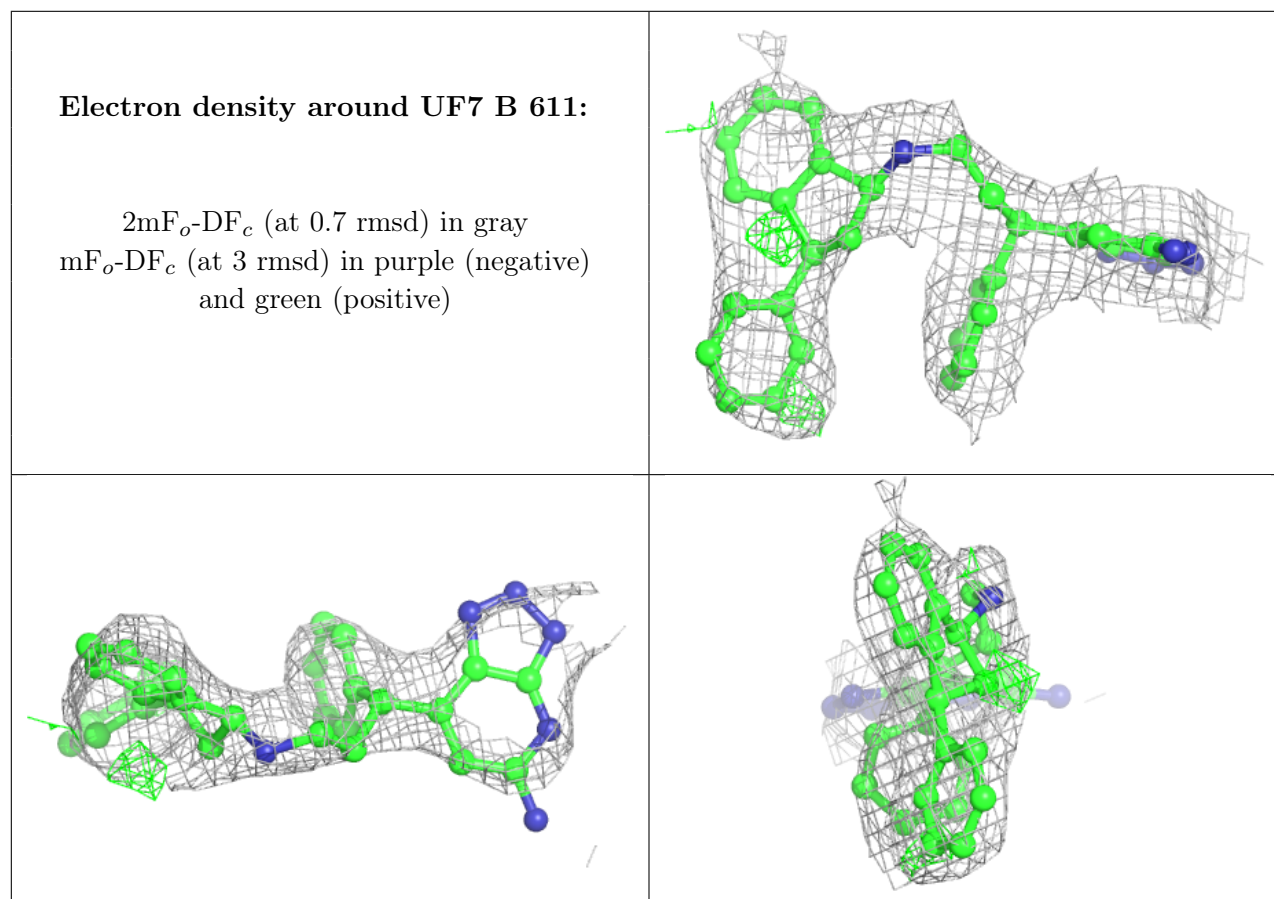 Electron density around UF7 B 611:
2mFₒ-DF𝒸 (at 0.7 rmsd) in gray
mFₒ-DF𝒸 (at 3 rmsd) in purple (negative)
and green (positive)